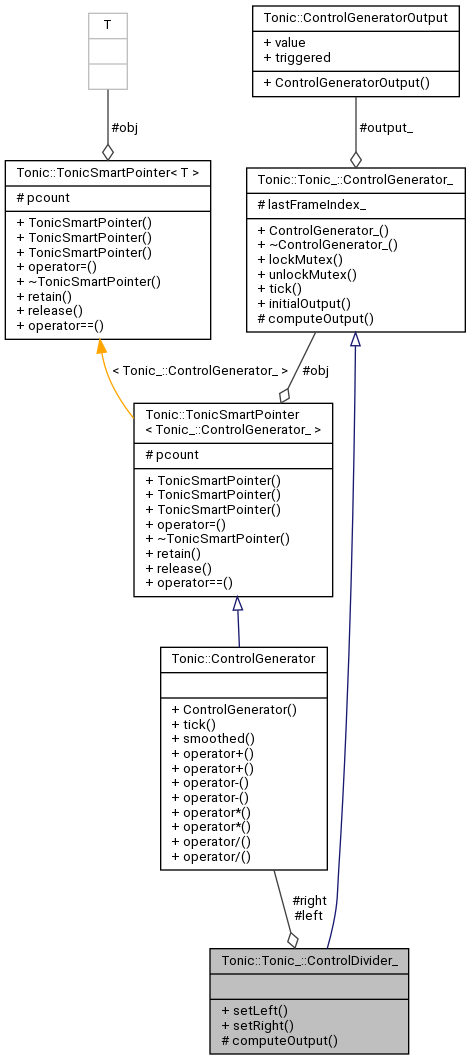 T
#obj
Tonic::TonicSmartPointer< T >
# pcount
+ TonicSmartPointer()
+ TonicSmartPointer()
+ TonicSmartPointer()
+ operator=()
+ ~TonicSmartPointer()
+ retain()
+ release()
+ operator==()
Tonic::ControlGeneratorOutput
+ value
+ triggered
+ ControlGeneratorOutput()
#output_
Tonic::Tonic_::ControlGenerator_
# lastFrameIndex_
+ ControlGenerator_()
+ ~ControlGenerator_()
+ lockMutex()
+ unlockMutex()
+ tick()
+ initialOutput()
# computeOutput()
< Tonic_::ControlGenerator_ >
#obj
Tonic::TonicSmartPointer
< Tonic_::ControlGenerator_ >
# pcount
+ TonicSmartPointer()
+ TonicSmartPointer()
+ TonicSmartPointer()
+ operator=()
+ ~TonicSmartPointer()
+ retain()
+ release()
+ operator==()
Tonic::ControlGenerator
+ ControlGenerator()
+ tick()
+ smoothed()
+ operator+()
+ operator+()
+ operator-()
+ operator-()
+ operator*()
+ operator*()
+ operator/()
+ operator/()
#right
#left
Tonic::Tonic_::ControlDivider_
+ setLeft()
+ setRight()
# computeOutput()